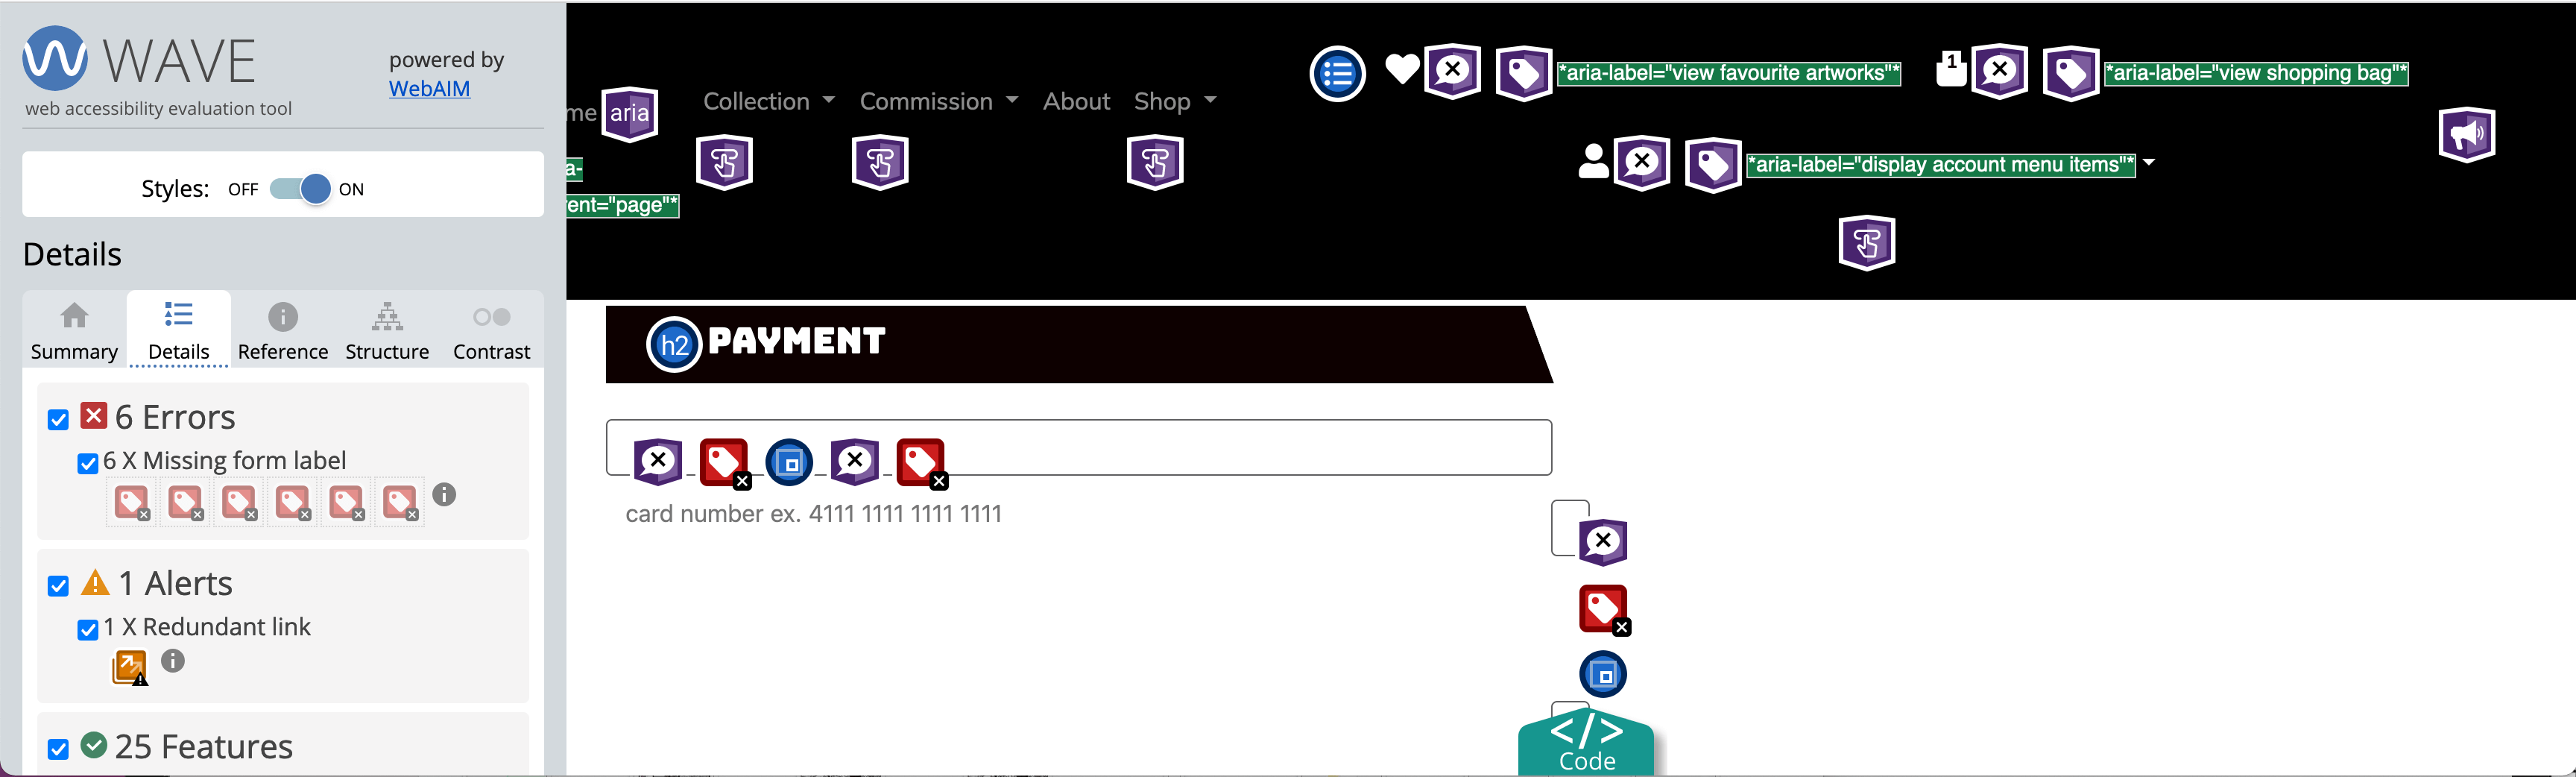 WAVE
powered by
WebAIM
web accessibility evaluation tool
Styles: OFF ON
Details
Summary Details Reference Structure Contrast
6 Errors
6 X Missing form label
1 Alerts
1 X Redundant link
25 Features
me aria Collection Commission About Shop
*aria-label="view favourite artworks"*
1
*aria-label="view shopping bag"*
a-
*aria-label="display account menu items"*
ent="page"*
h2 PAYMENT
card number ex. 4111 1111 1111 1111
</>
Code